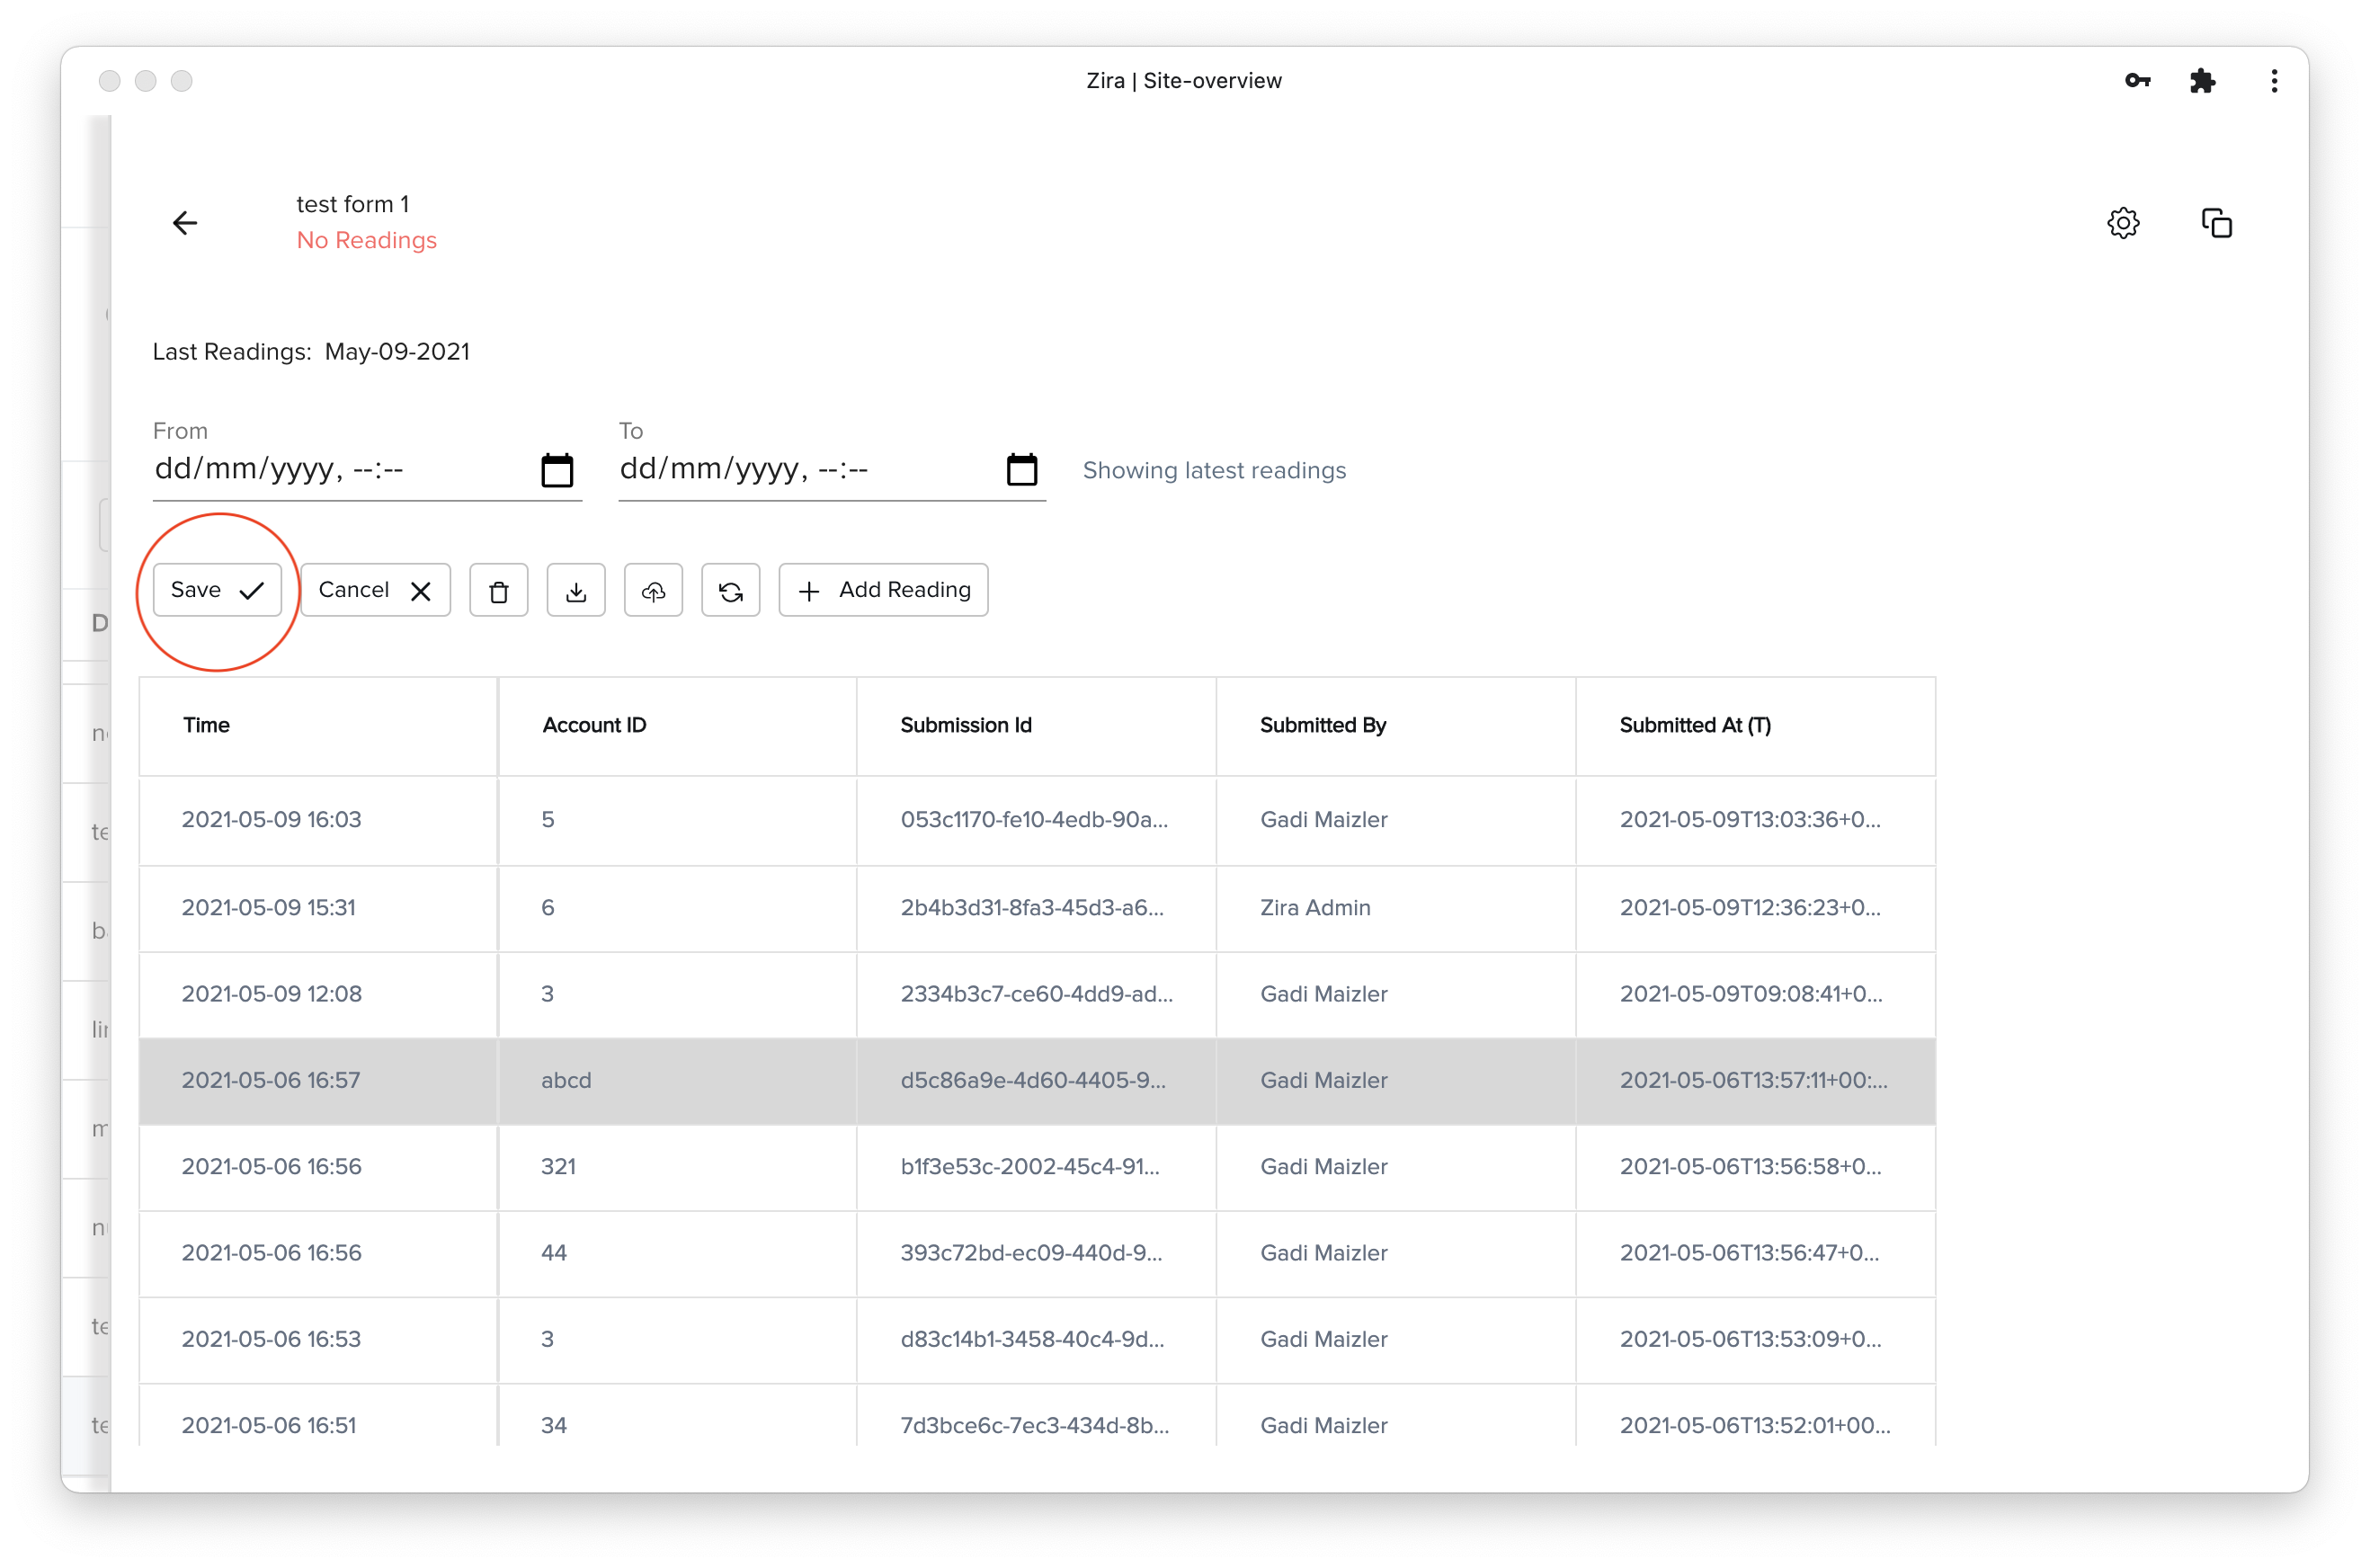 Zira | Site-overview
test form 1
No Readings
Last Readings: May-09-2021
From To
dd/mm/yyyy, --:-- dd/mm/yyyy, --:-- Showing latest readings
Save Cancel Add Reading
Time Account ID Submission Id Submitted By Submitted At (T)
2021-05-09 16:03 5 053c1170-fe10-4edb-90a... Gadi Maizler 2021-05-09T13:03:36+0...
2021-05-09 15:31 6 2b4b3d31-8fa3-45d3-a6... Zira Admin 2021-05-09T12:36:23+0...
2021-05-09 12:08 3 2334b3c7-ce60-4dd9-ad... Gadi Maizler 2021-05-09T09:08:41+0...
2021-05-06 16:57 abcd d5c86a9e-4d60-4405-9... Gadi Maizler 2021-05-06T13:57:11+00:...
2021-05-06 16:56 321 b1f3e53c-2002-45c4-91... Gadi Maizler 2021-05-06T13:56:58+0...
2021-05-06 16:56 44 393c72bd-ec09-440d-9... Gadi Maizler 2021-05-06T13:56:47+0...
2021-05-06 16:53 3 d83c14b1-3458-40c4-9d... Gadi Maizler 2021-05-06T13:53:09+0...
2021-05-06 16:51 34 7d3bce6c-7ec3-434d-8b... Gadi Maizler 2021-05-06T13:52:01+00...